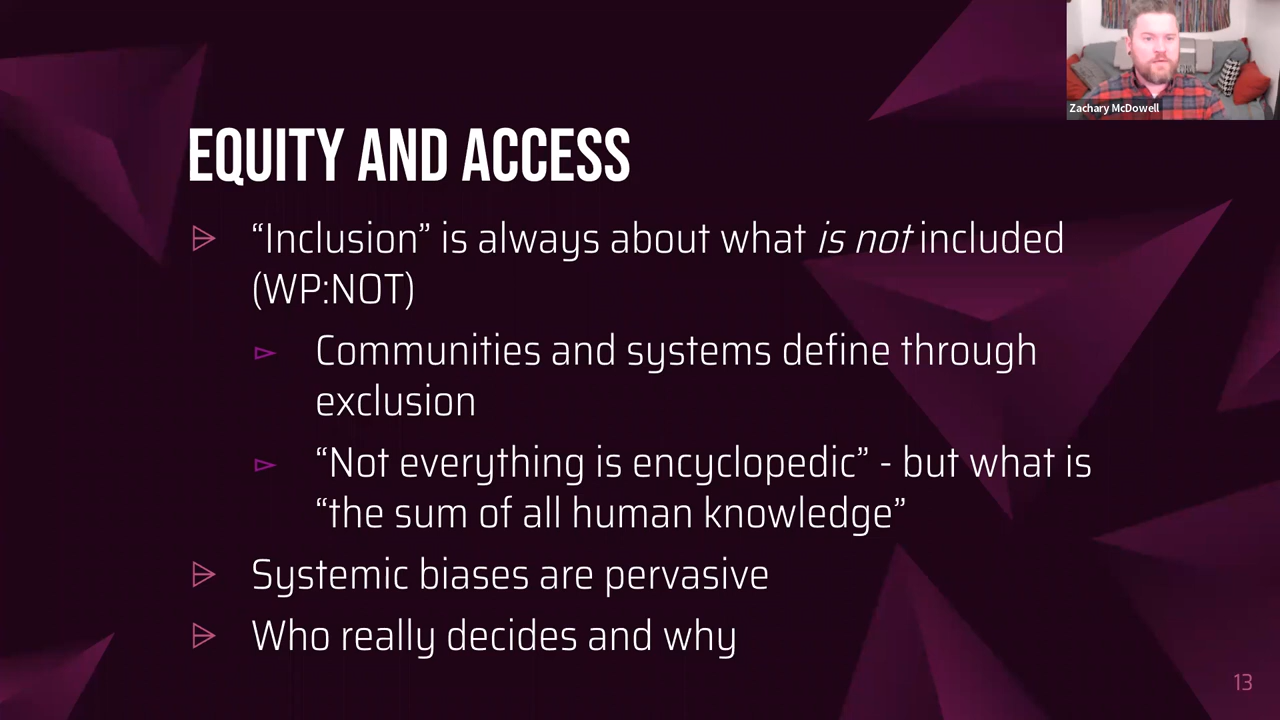 Zachary McDowell
EQUITY AND ACCESS
“Inclusion” is always about what is not included
(WP:NOT)
Communities and systems define through
exclusion
“Not everything is encyclopedic” - but what is
“the sum of all human knowledge”
Systemic biases are pervasive
Who really decides and why
13